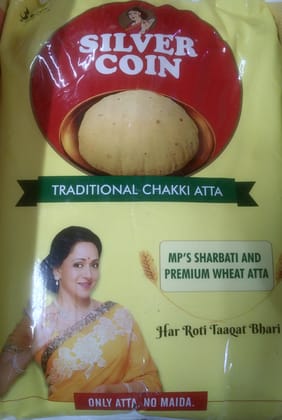 SILVER
COIN
TRADITIONAL CHAKKI ATTA
MP'S SHARBATI AND
PREMIUM WHEAT ATTA
Har Roti Taaqat Bhari
ONLY ATTA, NO MAIDA.